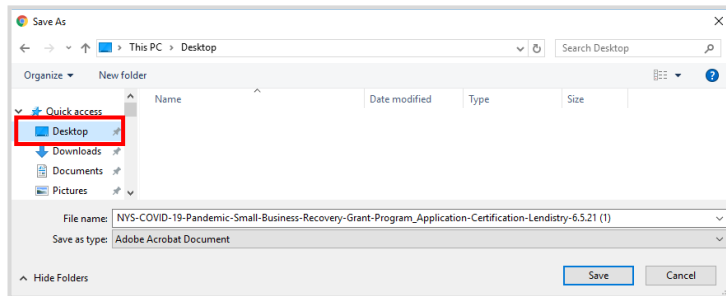 Save As
This PC > Desktop
Search Desktop
Organize
New folder
Name
Date modified
Type
Size
Quick access
Desktop
Downloads
Documents
Pictures
File name: NYS-COVID-19-Pandemic-Small-Business-Recovery-Grant-Program_Application-Certification-Lendistry-6.5.21 (1)
Save as type: Adobe Acrobat Document
Hide Folders
Save
Cancel